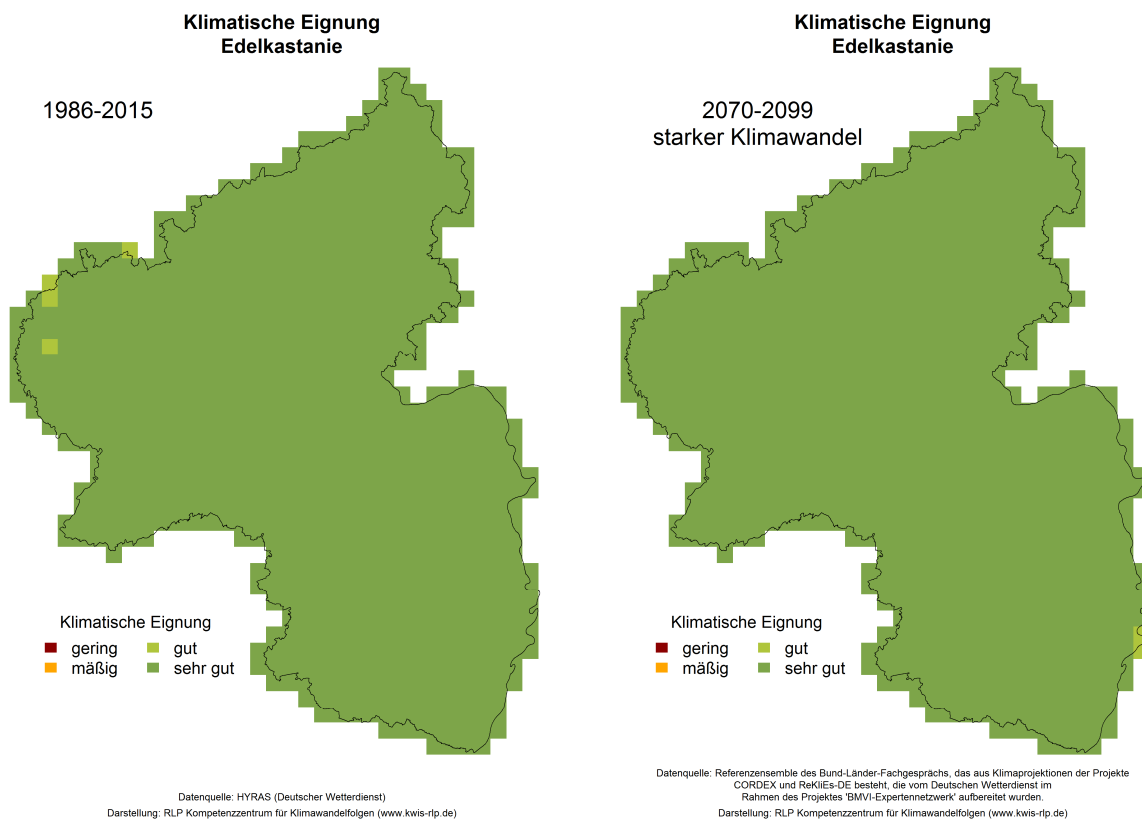 Klimatische Eignung
Edelkastanie
1986-2015
Klimatische Eignung
gering
gut
mäßig
sehr gut
Datenquelle: HYRAS (Deutscher Wetterdienst)
Darstellung: RLP Kompetenzzentrum für Klimawandelfolgen (www.kwis-rlp.de)
Klimatische Eignung
Edelkastanie
2070-2099
starker Klimawandel
Klimatische Eignung
gering
gut
mäßig
sehr gut
Datenquelle: Referenzensemble des Bund-Länder-Fachgesprächs, das aus Klimaprojektionen der Projekte
CORDEX und ReKliEs-DE besteht, die vom Deutschen Wetterdienst im
Rahmen des Projektes 'BMVI-Expertennetzwerk' aufbereitet wurden.
Darstellung: RLP Kompetenzzentrum für Klimawandelfolgen (www.kwis-rlp.de)